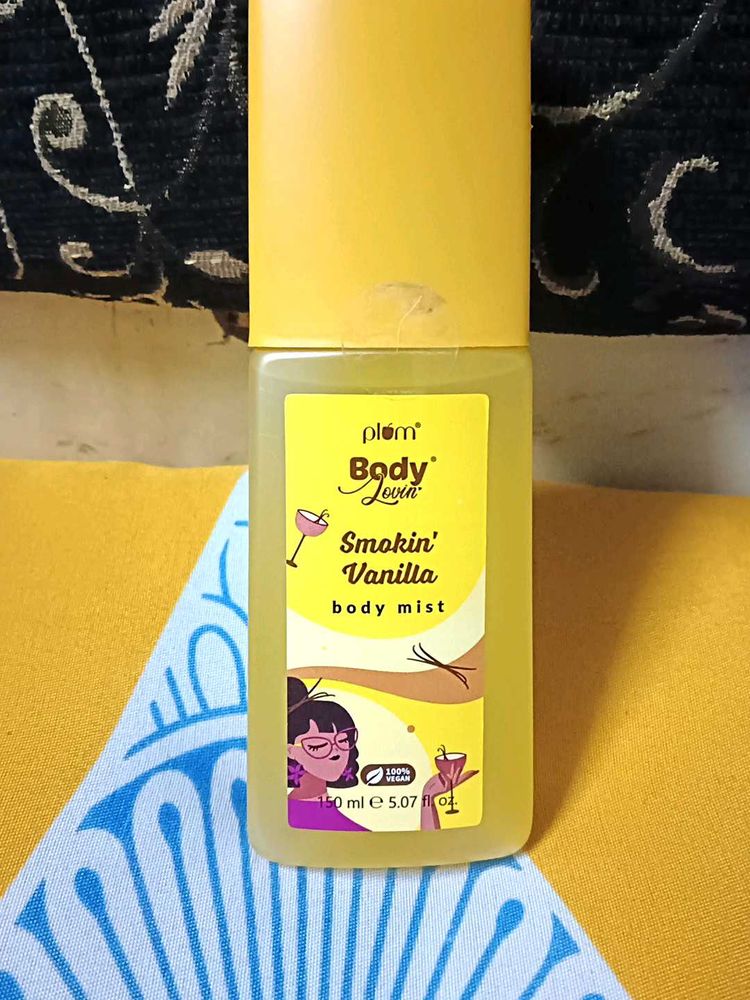 plum®
Body®
Lovin'
Smokin'
Vanilla
body mist
100%
VEGAN
150 ml ℮ 5.07 fl. oz.